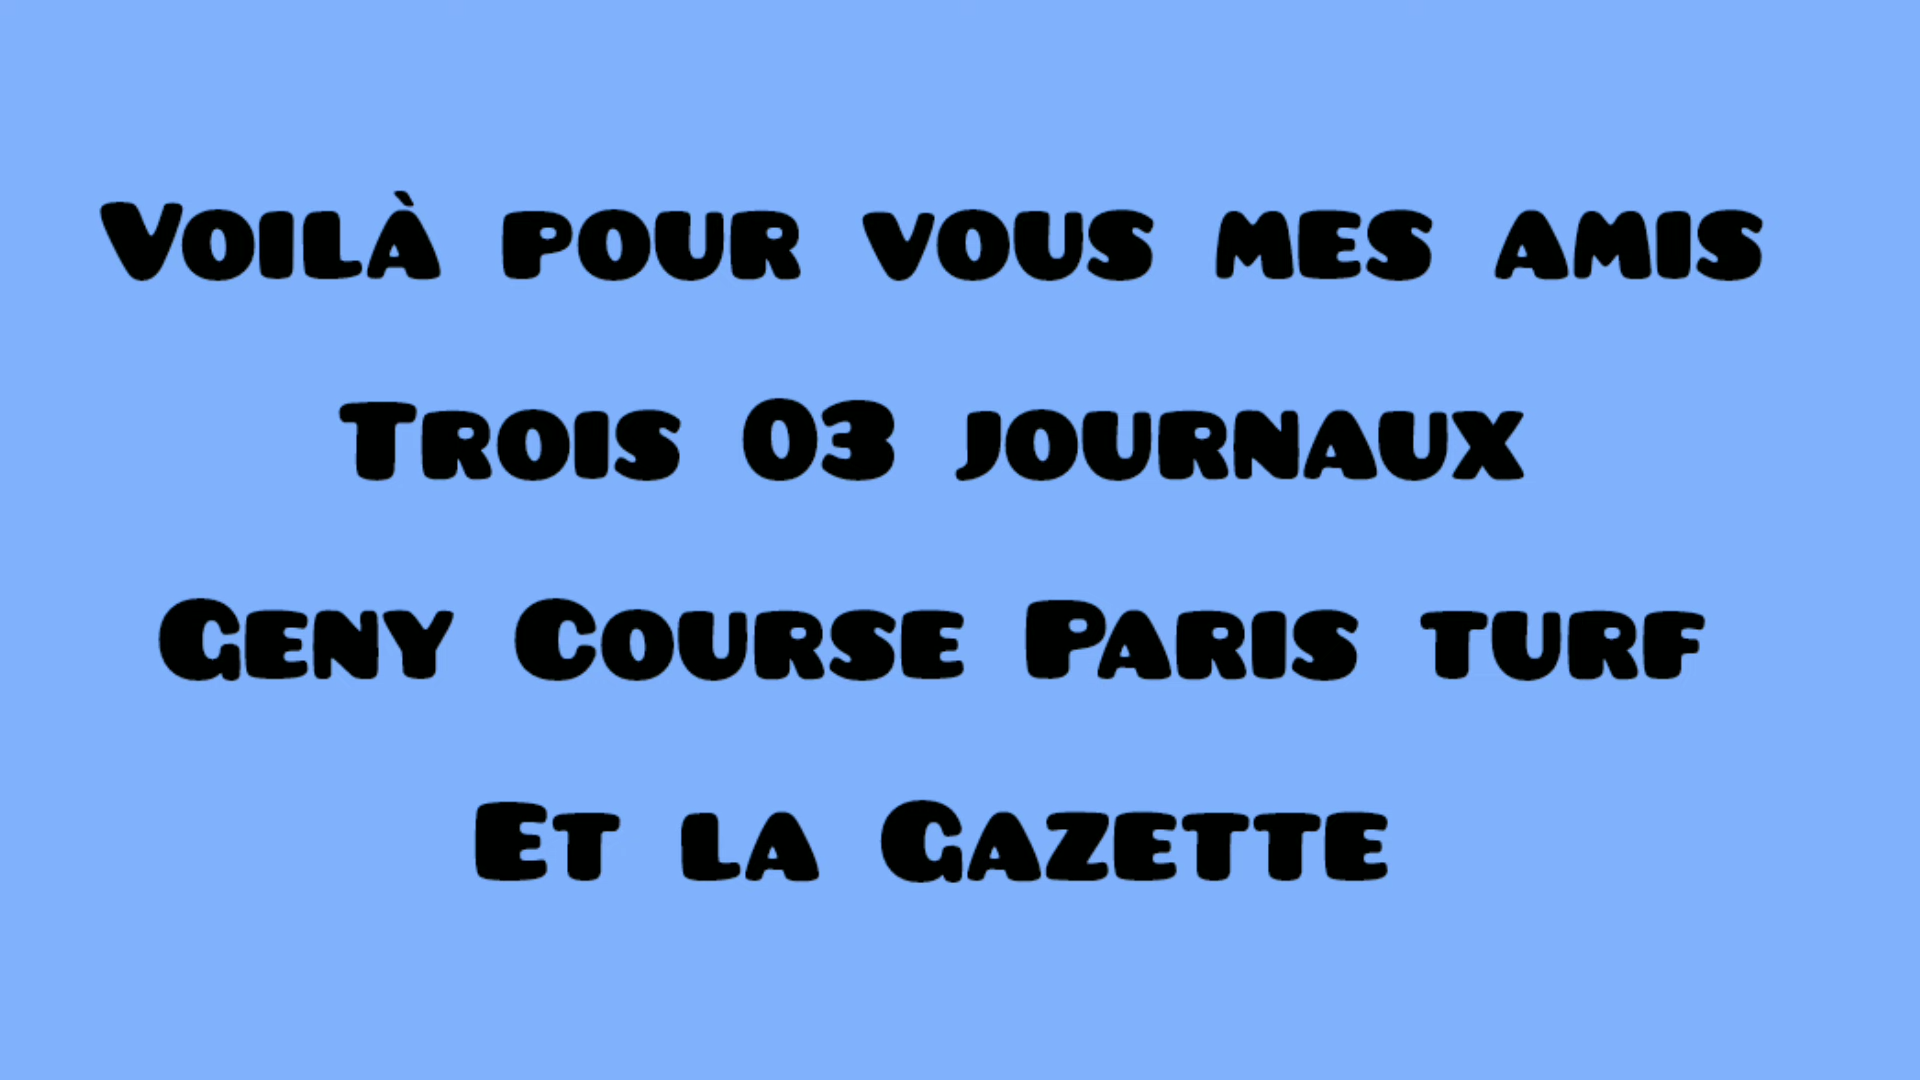 Voilà pour vous mes amis
Trois 03 journaux
Geny Course Paris turf
Et la Gazette